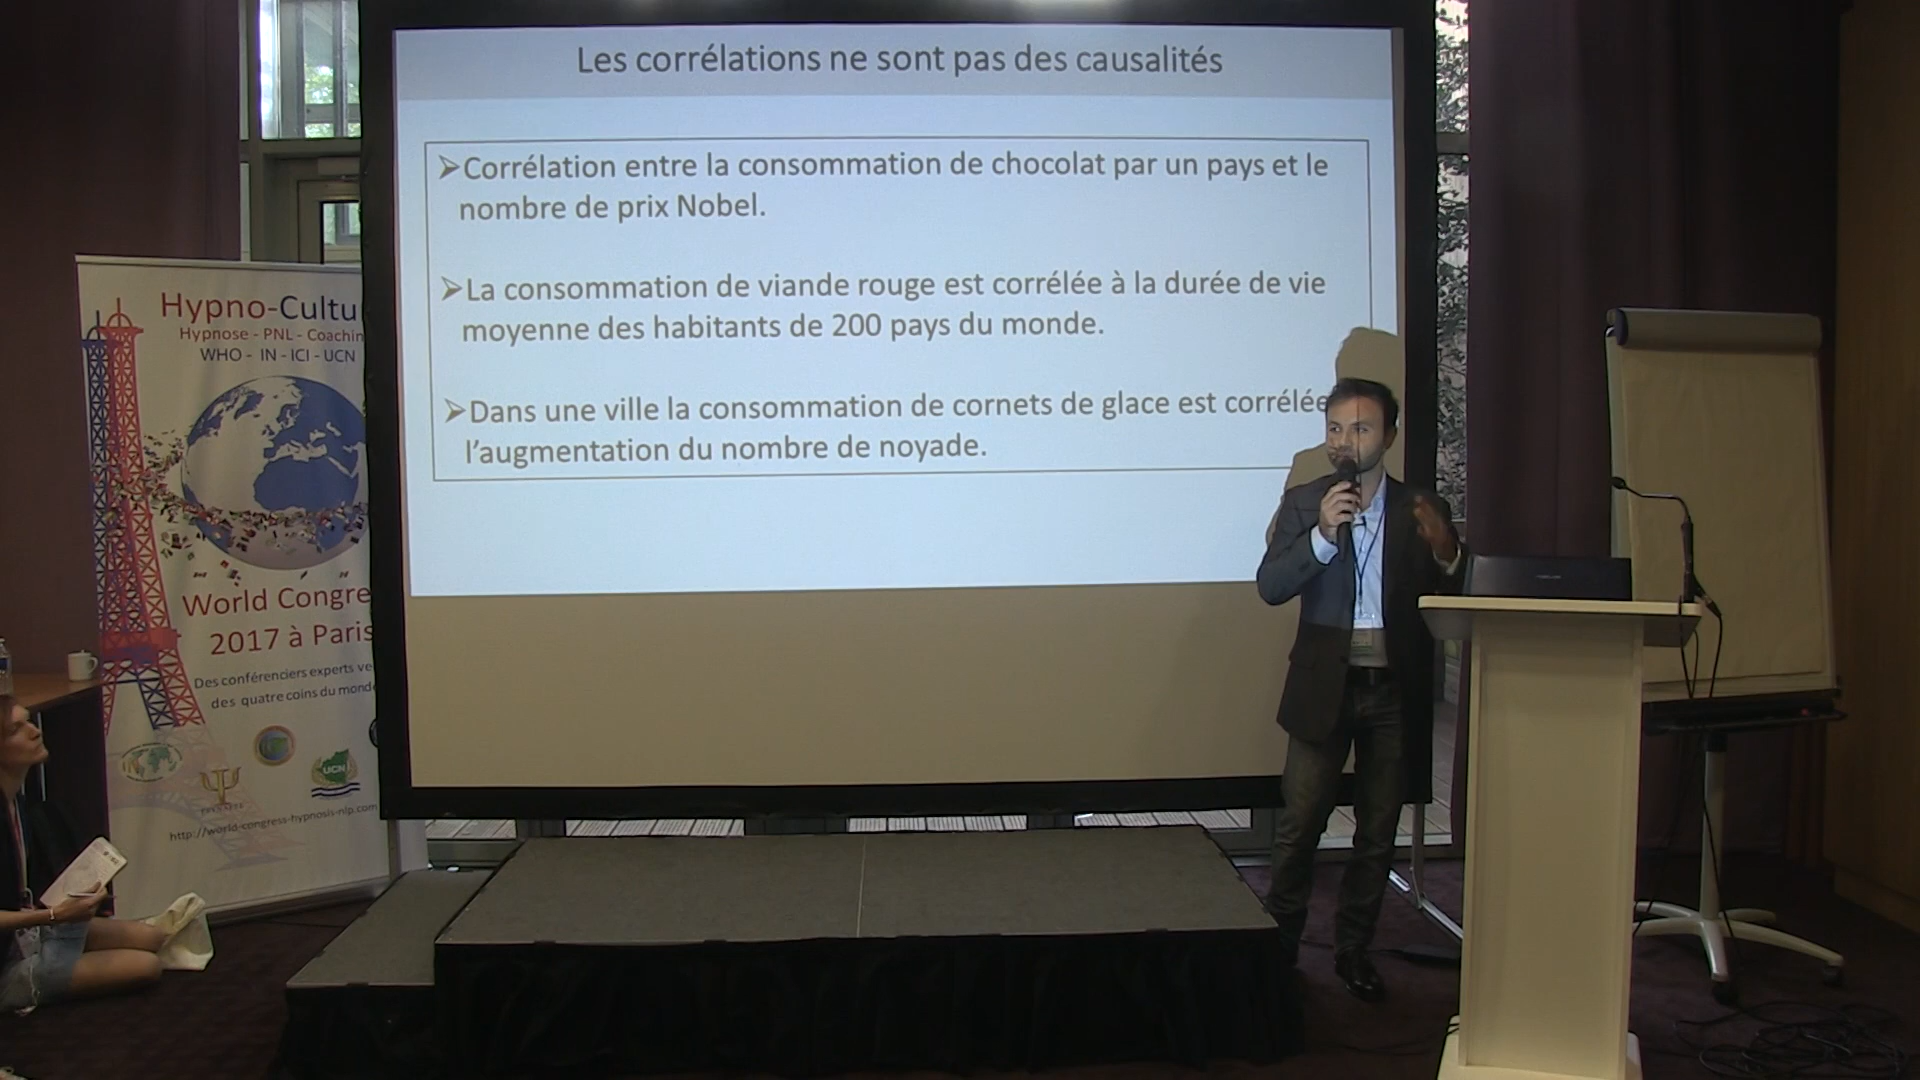 Les corrélations ne sont pas des causalités
➢Corrélation entre la consommation de chocolat par un pays et le
nombre de prix Nobel.
➢La consommation de viande rouge est corrélée à la durée de vie
moyenne des habitants de 200 pays du monde.
➢Dans une ville la consommation de cornets de glace est corrélée
l'augmentation du nombre de noyade.
Hypno-Cultu
Hypnose - PNL - Coachin
WHO - IN - ICI - UCN
World Congre
2017 à Paris
Des conférenciers experts ve
des quatre coins du mond
UCN
http://world-congress-hypnosis-nlp.com